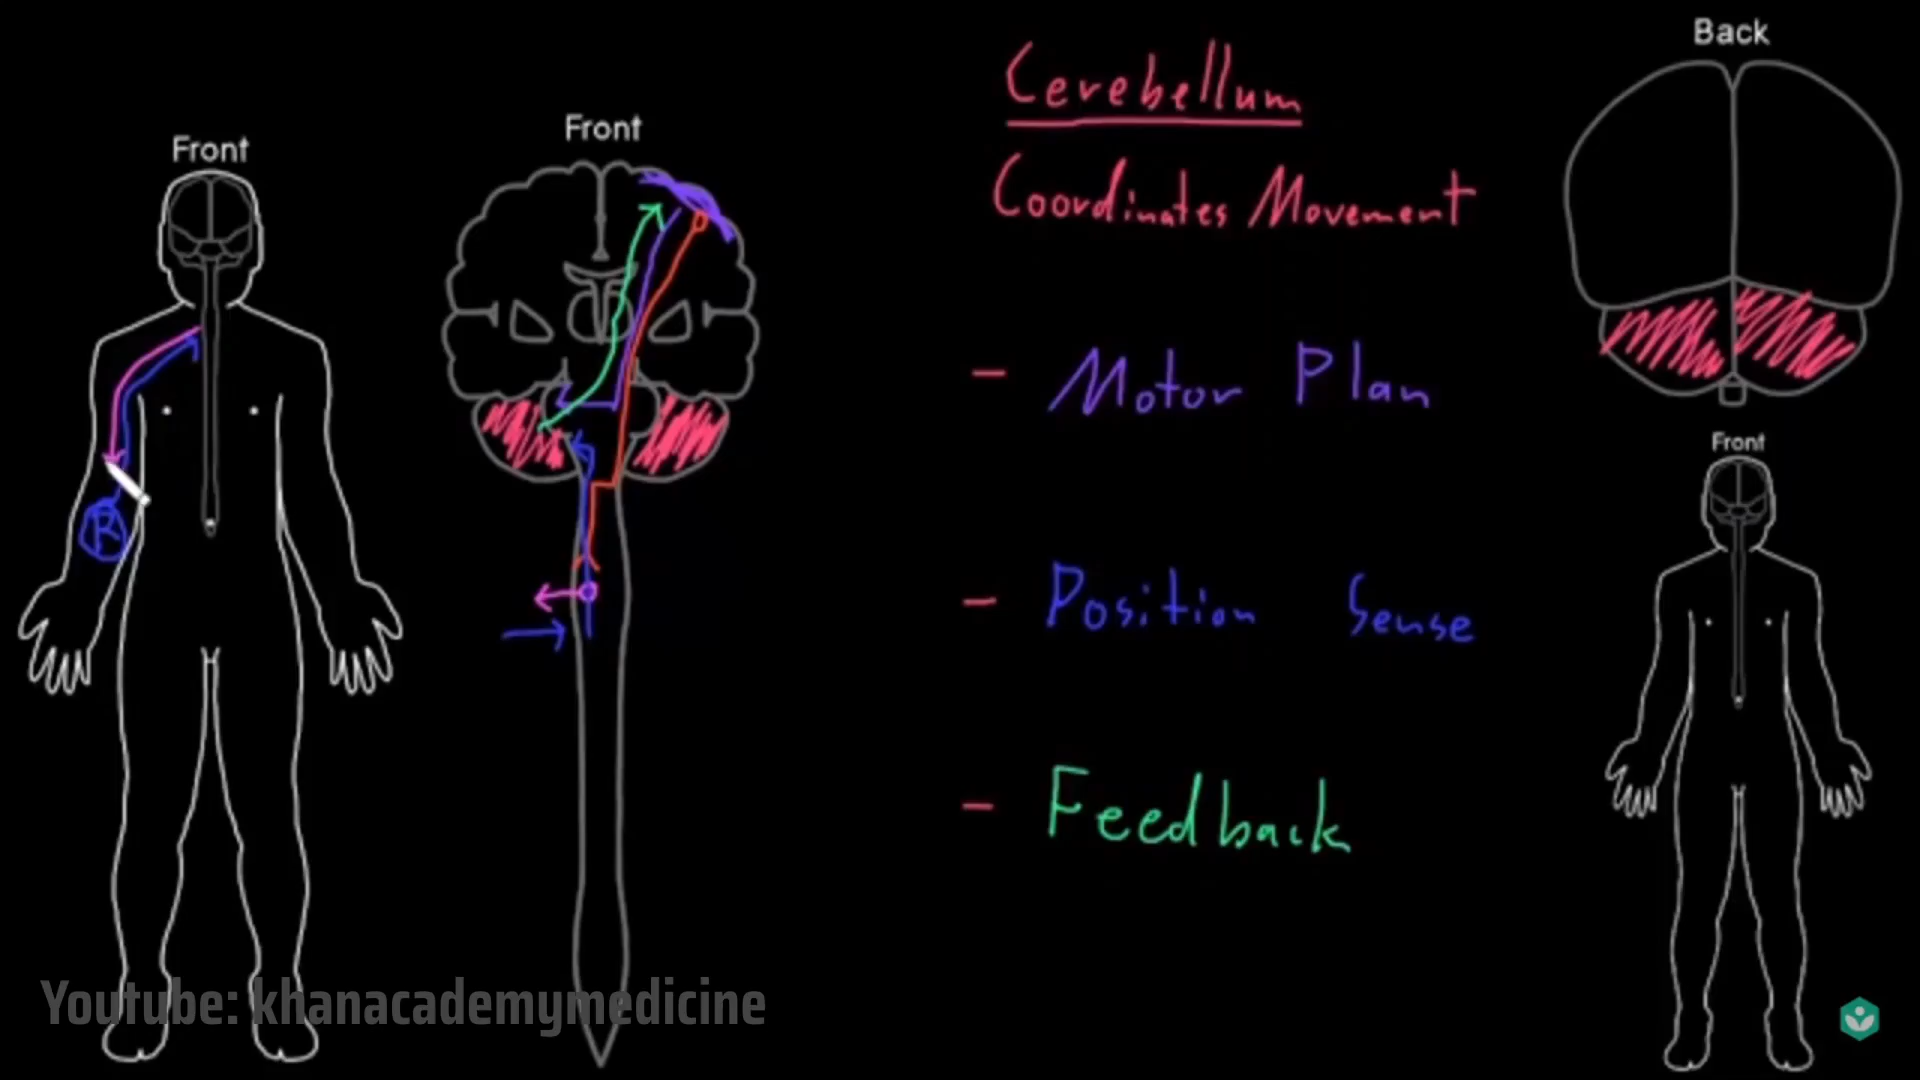 Back
Cerebellum
Front
Front
Coordinates Movement
- Motor Plan
Front
R
- Position Sense
- Feedback
Youtube: khanacademymedicine